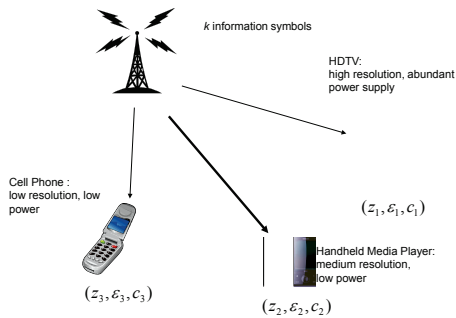 k information symbols
HDTV:
high resolution, abundant
power supply
Cell Phone :
low resolution, low
power
(z₁, ε₁, c₁)
Handheld Media Player:
medium resolution,
low power
(z₃, ε₃, c₃)
(z₂, ε₂, c₂)